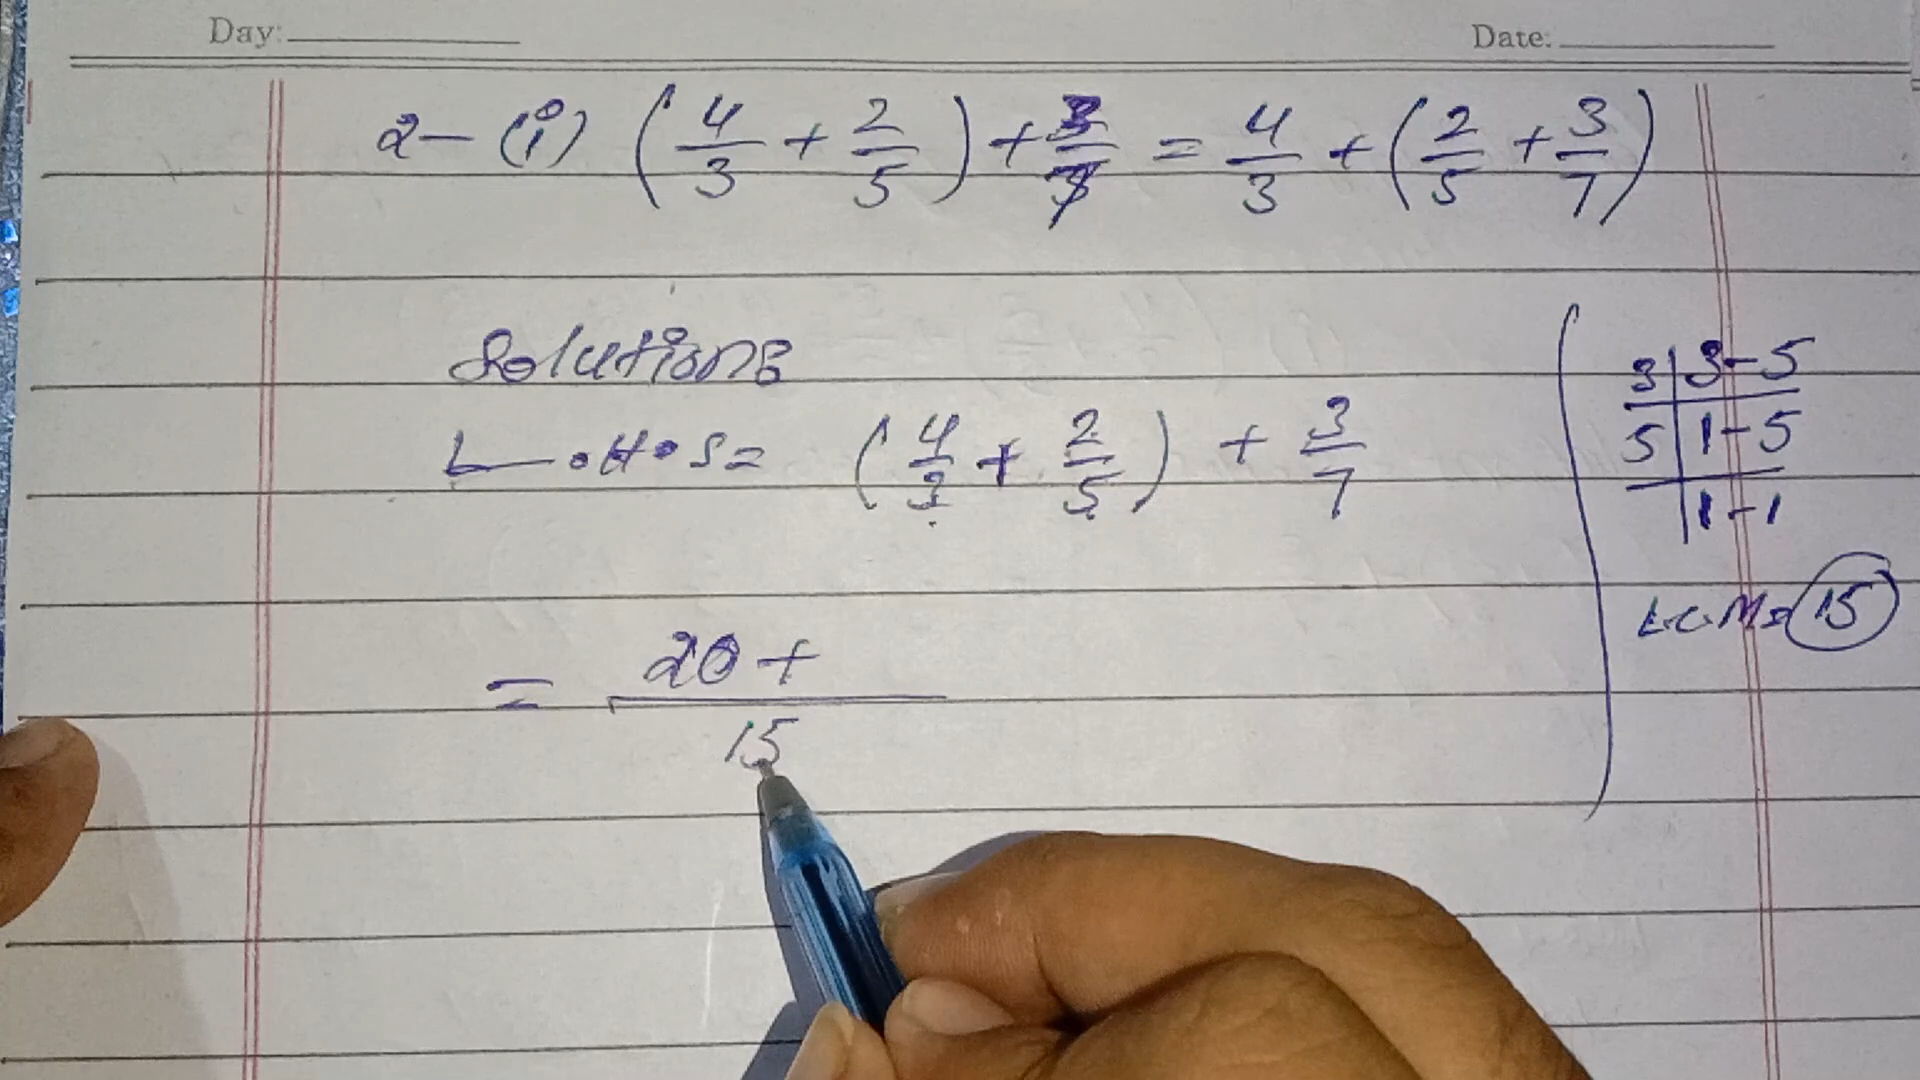 Day: Date:
2-(i) (4/3 + 2/5) + 3/7 = 4/3 + (2/5 + 3/7)
Solution:
L.H.S = (4/3 + 2/5) + 3/7
= 20 + / 15
3 | 3 - 5
5 | 1 - 5
| 1 - 1
L.C.M = 15